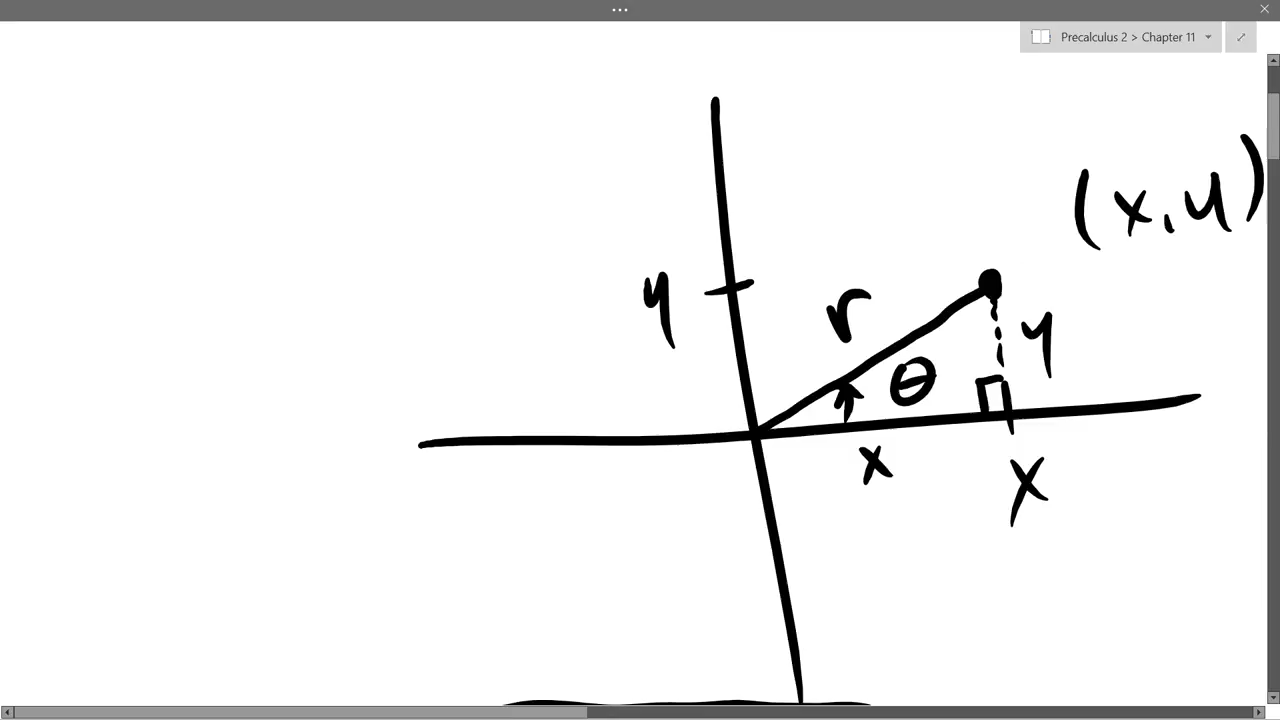 Precalculus 2 > Chapter 11
(x,y)
y
r
θ
y
x
x